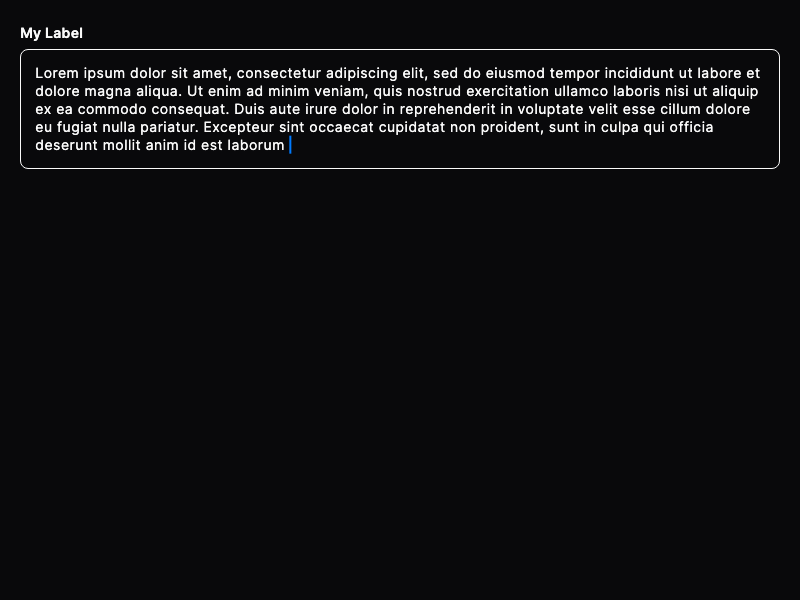 My Label
Lorem ipsum dolor sit amet, consectetur adipiscing elit, sed do eiusmod tempor incididunt ut labore et
dolore magna aliqua. Ut enim ad minim veniam, quis nostrud exercitation ullamco laboris nisi ut aliquip
ex ea commodo consequat. Duis aute irure dolor in reprehenderit in voluptate velit esse cillum dolore
eu fugiat nulla pariatur. Excepteur sint occaecat cupidatat non proident, sunt in culpa qui officia
deserunt mollit anim id est laborum